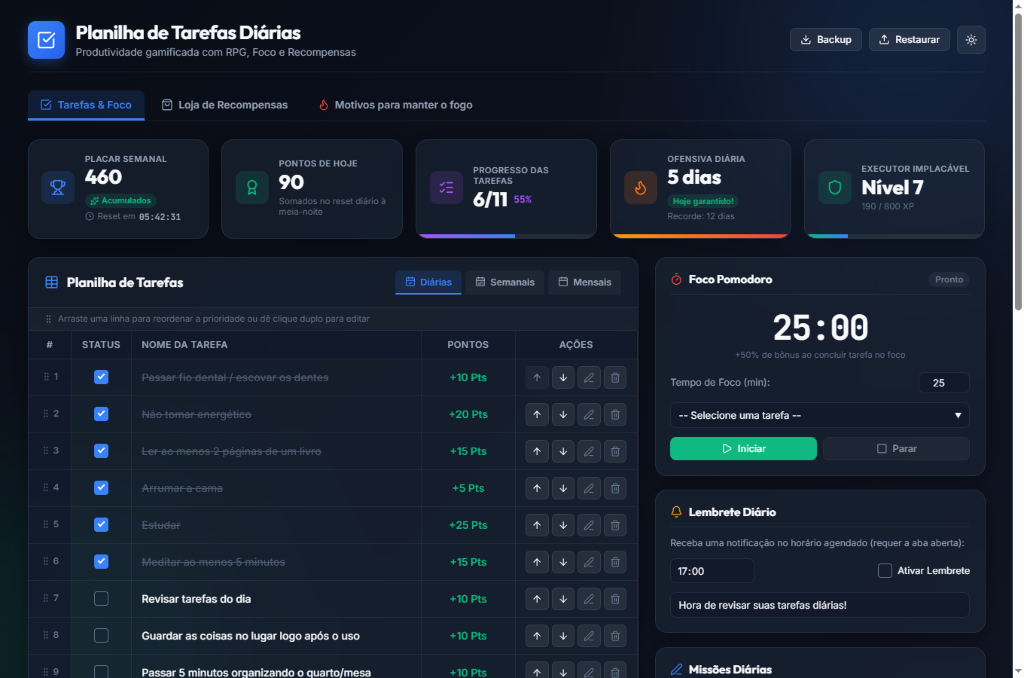 Planilha de Tarefas Diárias
Produtividade gamificada com RPG, Foco e Recompensas
Backup
Restaurar
Tarefas & Foco
Loja de Recompensas
Motivos para manter o fogo
PLACAR SEMANAL
460
Acumulados
Reset em 05:42:31
PONTOS DE HOJE
90
Somados no reset diário à
meia-noite
PROGRESSO DAS
TAREFAS
6/11 55%
OFENSIVA DIÁRIA
5 dias
Hoje garantido!
Recorde: 12 dias
EXECUTOR IMPLACÁVEL
Nível 7
190 / 800 XP
Planilha de Tarefas
Diárias
Semanais
Mensais
Arraste uma linha para reordenar a prioridade ou dê clique duplo para editar
# STATUS NOME DA TAREFA PONTOS AÇÕES
1 Passar fio dental / escovar os dentes +10 Pts
2 Não tomar energético +20 Pts
3 Ler ao menos 2 páginas de um livro +15 Pts
4 Arrumar a cama +5 Pts
5 Estudar +25 Pts
6 Meditar ao menos 5 minutos +15 Pts
7 Revisar tarefas do dia +10 Pts
8 Guardar as coisas no lugar logo após o uso +10 Pts
9 Passar 5 minutos organizando o quarto/mesa +10 Pts
Foco Pomodoro
Pronto
25:00
+50% de bônus ao concluir tarefa no foco
Tempo de Foco (min): 25
-- Selecione uma tarefa --
Iniciar
Parar
Lembrete Diário
Receba uma notificação no horário agendado (requer a aba aberta):
17:00
Ativar Lembrete
Hora de revisar suas tarefas diárias!
Missões Diárias